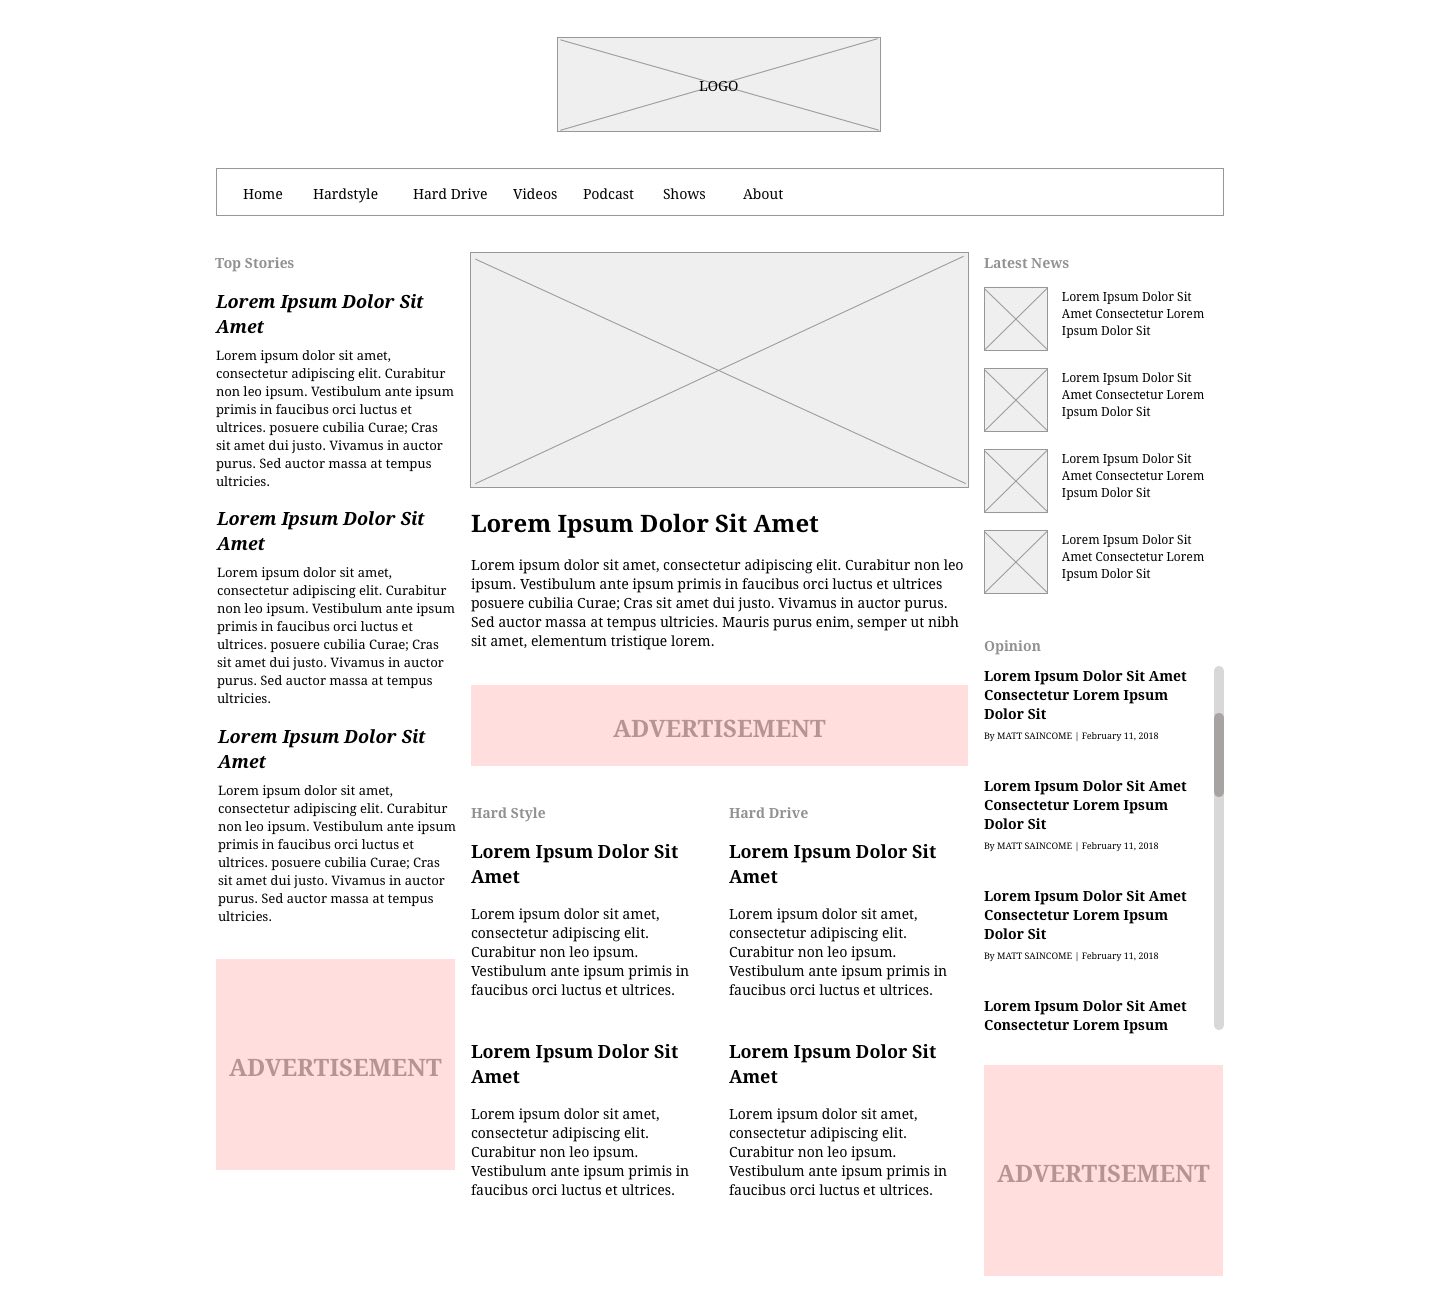 LOGO
Home Hardstyle Hard Drive Videos Podcast Shows About
Top Stories
Lorem Ipsum Dolor Sit
Amet
Lorem ipsum dolor sit amet,
consectetur adipiscing elit. Curabitur
non leo ipsum. Vestibulum ante ipsum
primis in faucibus orci luctus et
ultrices. posuere cubilia Curae; Cras
sit amet dui justo. Vivamus in auctor
purus. Sed auctor massa at tempus
ultricies.
Lorem Ipsum Dolor Sit
Amet
Lorem ipsum dolor sit amet,
consectetur adipiscing elit. Curabitur
non leo ipsum. Vestibulum ante ipsum
primis in faucibus orci luctus et
ultrices. posuere cubilia Curae; Cras
sit amet dui justo. Vivamus in auctor
purus. Sed auctor massa at tempus
ultricies.
Lorem Ipsum Dolor Sit
Amet
Lorem ipsum dolor sit amet,
consectetur adipiscing elit. Curabitur
non leo ipsum. Vestibulum ante ipsum
primis in faucibus orci luctus et
ultrices. posuere cubilia Curae; Cras
sit amet dui justo. Vivamus in auctor
purus. Sed auctor massa at tempus
ultricies.
ADVERTISEMENT
Lorem Ipsum Dolor Sit Amet
Lorem ipsum dolor sit amet, consectetur adipiscing elit. Curabitur non leo
ipsum. Vestibulum ante ipsum primis in faucibus orci luctus et ultrices
posuere cubilia Curae; Cras sit amet dui justo. Vivamus in auctor purus.
Sed auctor massa at tempus ultricies. Mauris purus enim, semper ut nibh
sit amet, elementum tristique lorem.
ADVERTISEMENT
Hard Style
Lorem Ipsum Dolor Sit
Amet
Lorem ipsum dolor sit amet,
consectetur adipiscing elit.
Curabitur non leo ipsum.
Vestibulum ante ipsum primis in
faucibus orci luctus et ultrices.
Lorem Ipsum Dolor Sit
Amet
Lorem ipsum dolor sit amet,
consectetur adipiscing elit.
Curabitur non leo ipsum.
Vestibulum ante ipsum primis in
faucibus orci luctus et ultrices.
Hard Drive
Lorem Ipsum Dolor Sit
Amet
Lorem ipsum dolor sit amet,
consectetur adipiscing elit.
Curabitur non leo ipsum.
Vestibulum ante ipsum primis in
faucibus orci luctus et ultrices.
Lorem Ipsum Dolor Sit
Amet
Lorem ipsum dolor sit amet,
consectetur adipiscing elit.
Curabitur non leo ipsum.
Vestibulum ante ipsum primis in
faucibus orci luctus et ultrices.
Latest News
Lorem Ipsum Dolor Sit
Amet Consectetur Lorem
Ipsum Dolor Sit
Lorem Ipsum Dolor Sit
Amet Consectetur Lorem
Ipsum Dolor Sit
Lorem Ipsum Dolor Sit
Amet Consectetur Lorem
Ipsum Dolor Sit
Lorem Ipsum Dolor Sit
Amet Consectetur Lorem
Ipsum Dolor Sit
Opinion
Lorem Ipsum Dolor Sit Amet
Consectetur Lorem Ipsum
Dolor Sit
By MATT SAINCOME | February 11, 2018
Lorem Ipsum Dolor Sit Amet
Consectetur Lorem Ipsum
Dolor Sit
By MATT SAINCOME | February 11, 2018
Lorem Ipsum Dolor Sit Amet
Consectetur Lorem Ipsum
Dolor Sit
By MATT SAINCOME | February 11, 2018
Lorem Ipsum Dolor Sit Amet
Consectetur Lorem Ipsum
ADVERTISEMENT